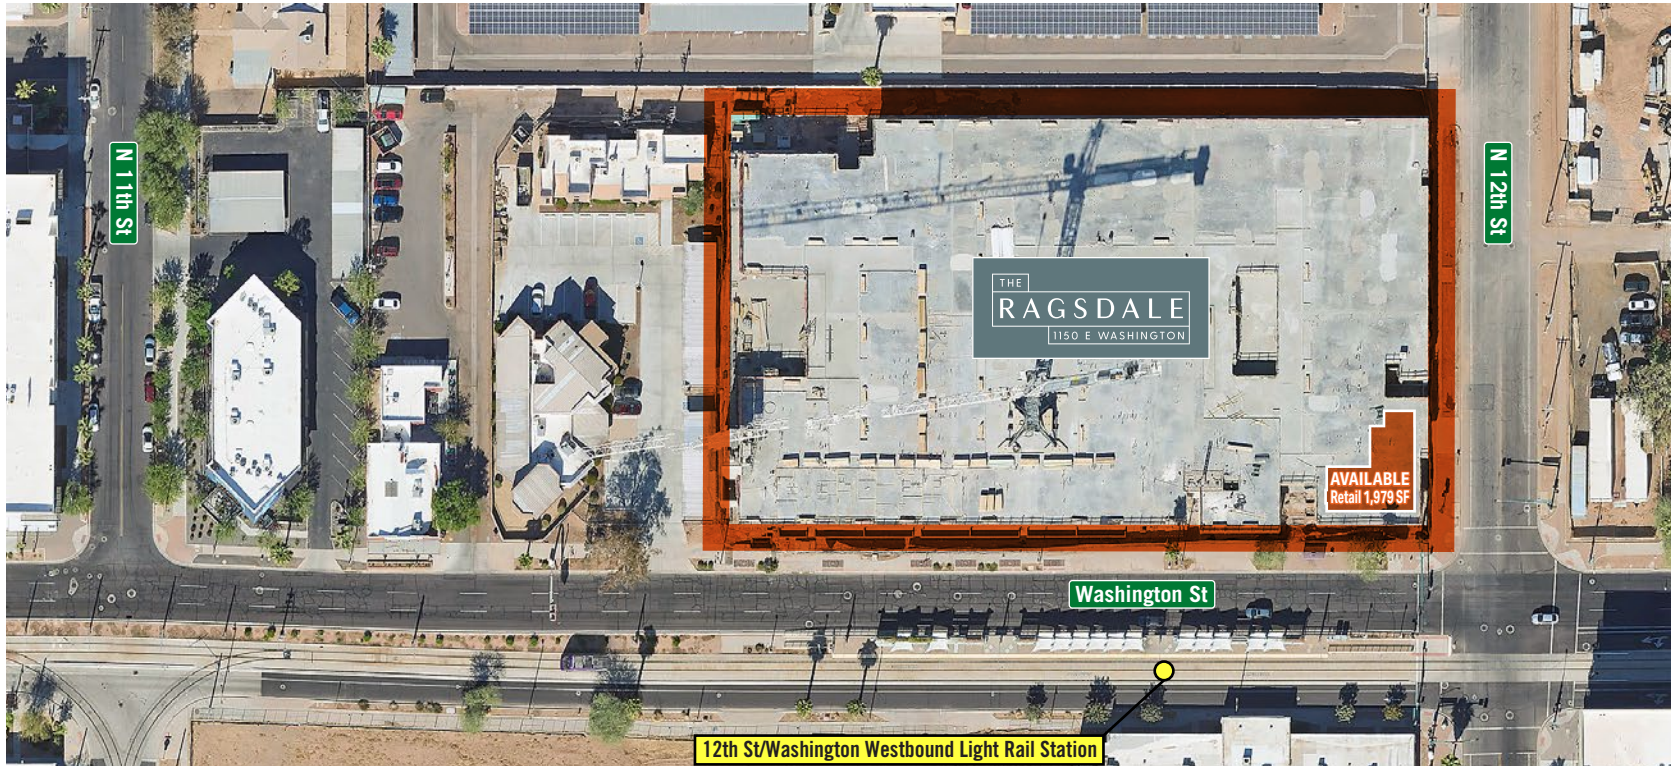 N 11th St
N 12th St
THE
RAGSDALE
1150 E WASHINGTON
AVAILABLE
Retail 1,979 SF
Washington St
12th St/Washington Westbound Light Rail Station